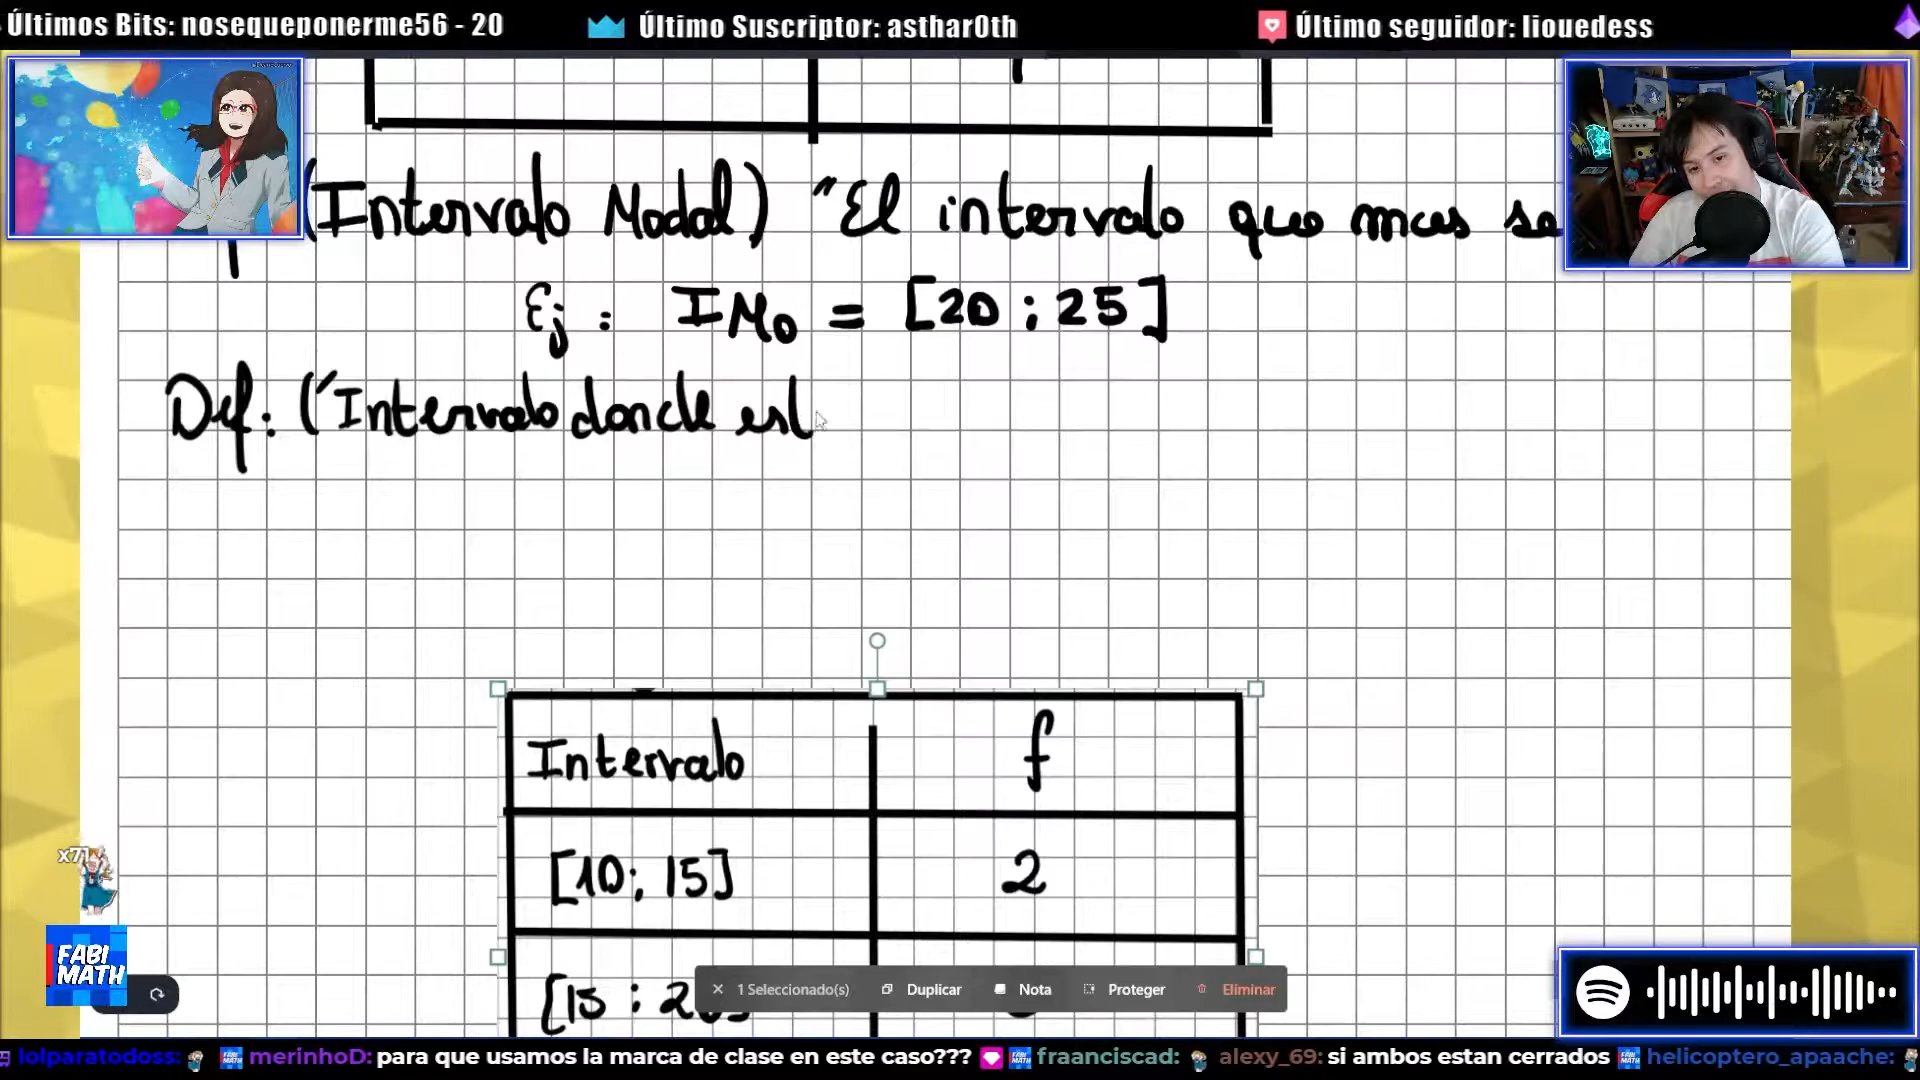 Últimos Bits: nosequeponerme56 - 20 Último Suscriptor: asthar0th Último seguidor: liouedess
(Intervalo Modal) "El intervalo que mas se
Ej: IMo = [20 ; 25]
Def: (Intervalo donde est
Intervalo f
[10; 15] 2
[15 :
x71
FABI
MATH
1 Seleccionado(s) Duplicar Nota Proteger Eliminar
lolparatodoss: merinhoD: para que usamos la marca de clase en este caso??? fraanciscad: alexy_69: si ambos estan cerrados helicoptero_apaache: